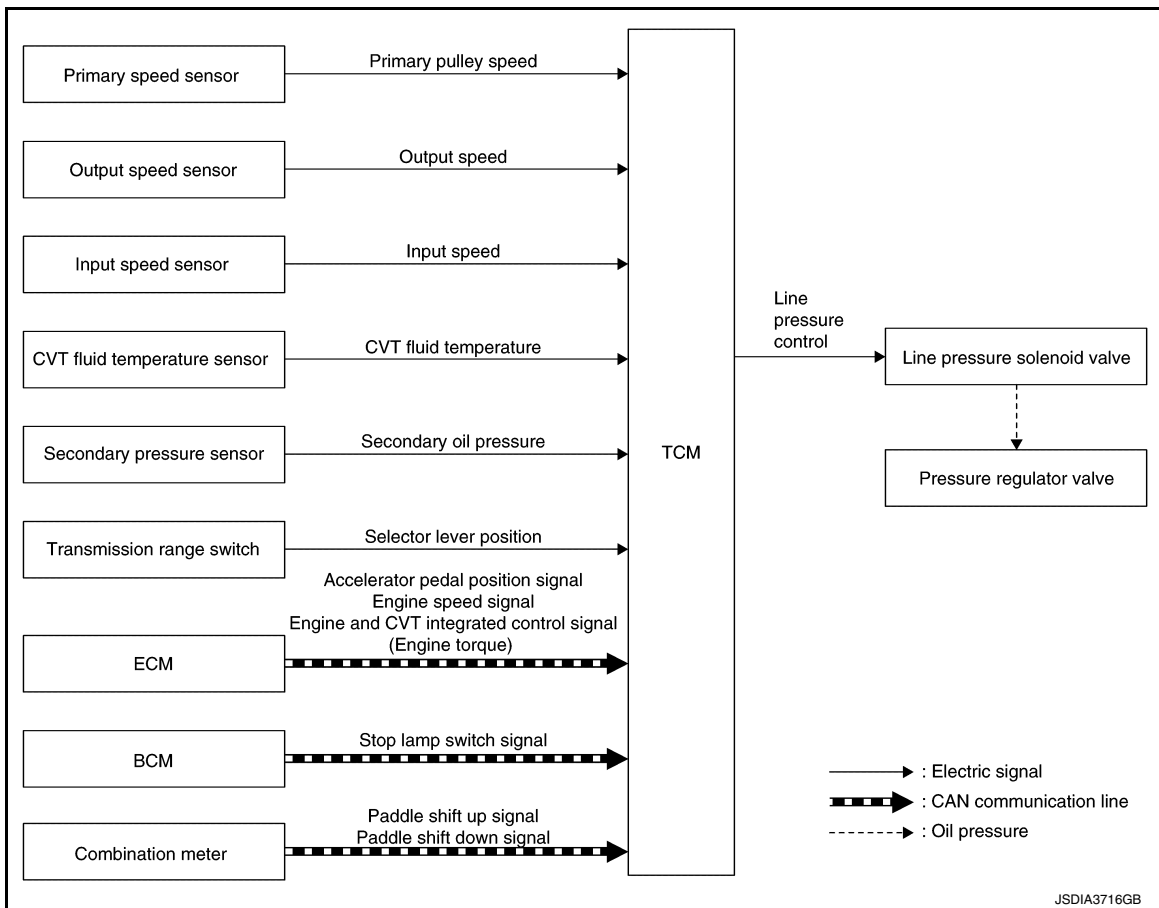 Primary speed sensor
Primary pulley speed
Output speed sensor
Output speed
Input speed sensor
Input speed
CVT fluid temperature sensor
CVT fluid temperature
Secondary pressure sensor
Secondary oil pressure
Transmission range switch
Selector lever position
ECM
Accelerator pedal position signal
Engine speed signal
Engine and CVT integrated control signal
(Engine torque)
BCM
Stop lamp switch signal
Combination meter
Paddle shift up signal
Paddle shift down signal
TCM
Line
pressure
control
Line pressure solenoid valve
Pressure regulator valve
: Electric signal
: CAN communication line
: Oil pressure
JSDIA3716GB